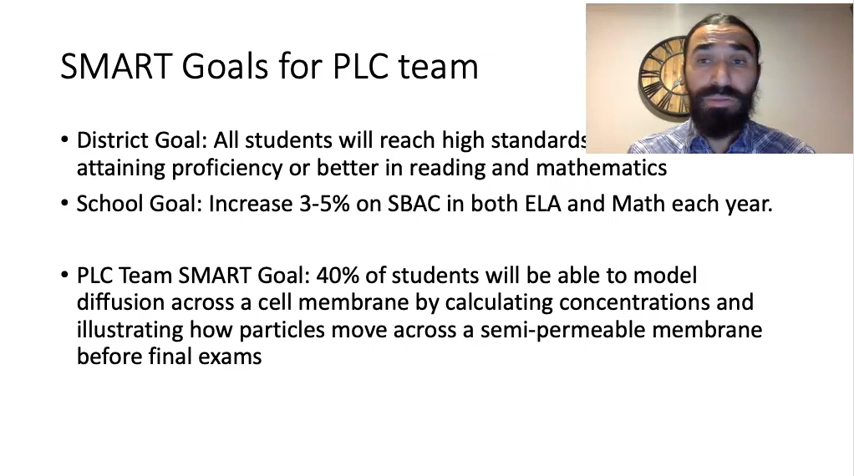 SMART Goals for PLC team
• District Goal: All students will reach high standards
attaining proficiency or better in reading and mathematics
• School Goal: Increase 3-5% on SBAC in both ELA and Math each year.
• PLC Team SMART Goal: 40% of students will be able to model
diffusion across a cell membrane by calculating concentrations and
illustrating how particles move across a semi-permeable membrane
before final exams